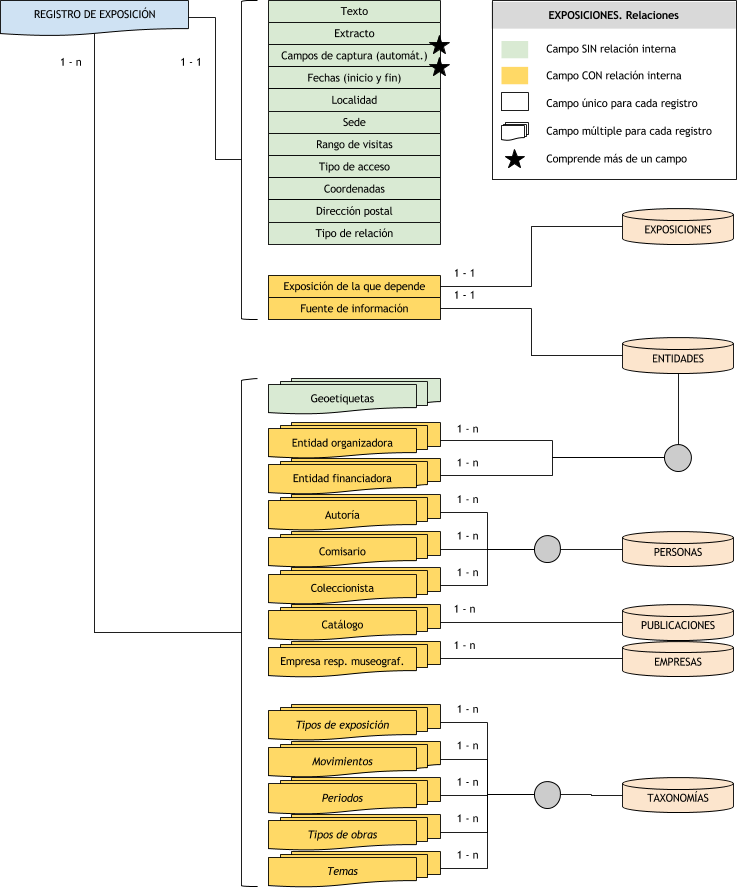 REGISTRO DE EXPOSICIÓN
1 - n
1 - 1
Texto
Extracto
Campos de captura (automát.)
Fechas (inicio y fin)
Localidad
Sede
Rango de visitas
Tipo de acceso
Coordenadas
Dirección postal
Tipo de relación
EXPOSICIONES. Relaciones
Campo SIN relación interna
Campo CON relación interna
Campo único para cada registro
Campo múltiple para cada registro
Comprende más de un campo
Exposición de la que depende
1 - 1
EXPOSICIONES
Fuente de información
1 - 1
ENTIDADES
Geoetiquetas
Entidad organizadora
1 - n
Entidad financiadora
1 - n
Autoría
1 - n
Comisario
1 - n
Coleccionista
1 - n
PERSONAS
Catálogo
1 - n
PUBLICACIONES
Empresa resp. museograf.
1 - n
EMPRESAS
Tipos de exposición
1 - n
Movimientos
1 - n
Periodos
1 - n
Tipos de obras
1 - n
Temas
1 - n
TAXONOMÍAS